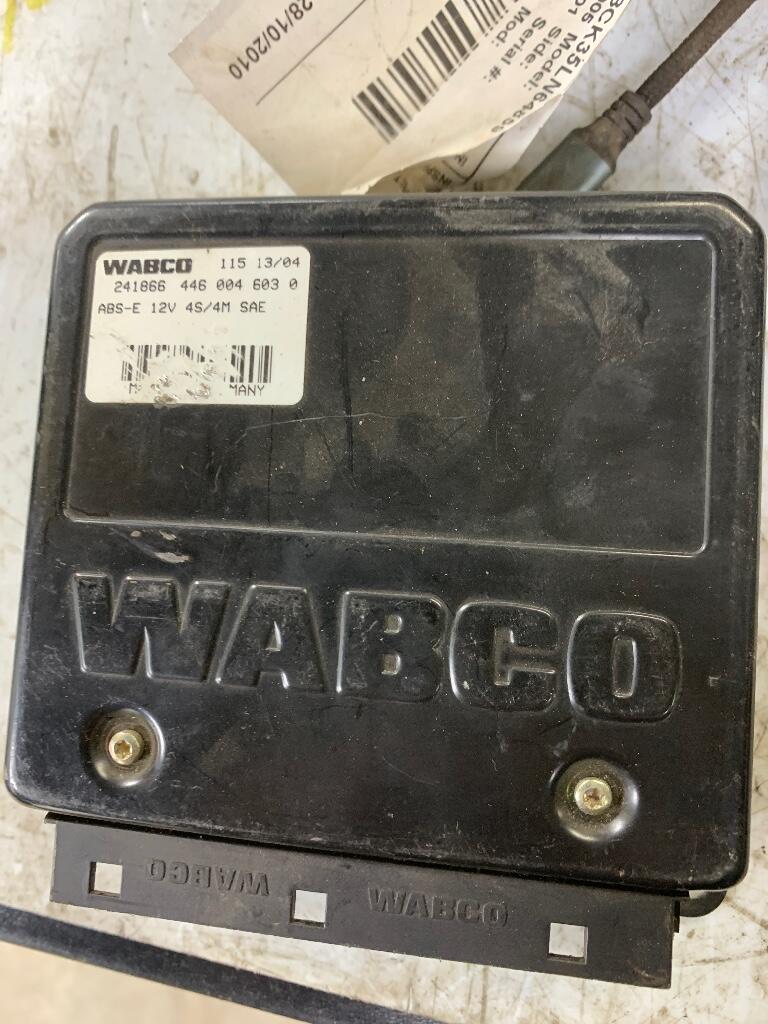 28/10/2010
BCK35LN64859
Model:
Side:
Serial #:
Mod:
WABCO 115 13/04
241866 446 004 603 0
ABS-E 12V 4S/4M SAE
WABCO
WABCO WABCO